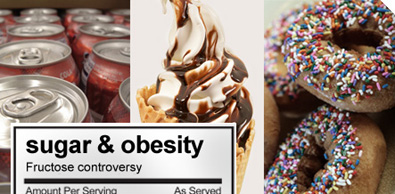 sugar & obesity
Fructose controversy
Amount Per Serving As Served